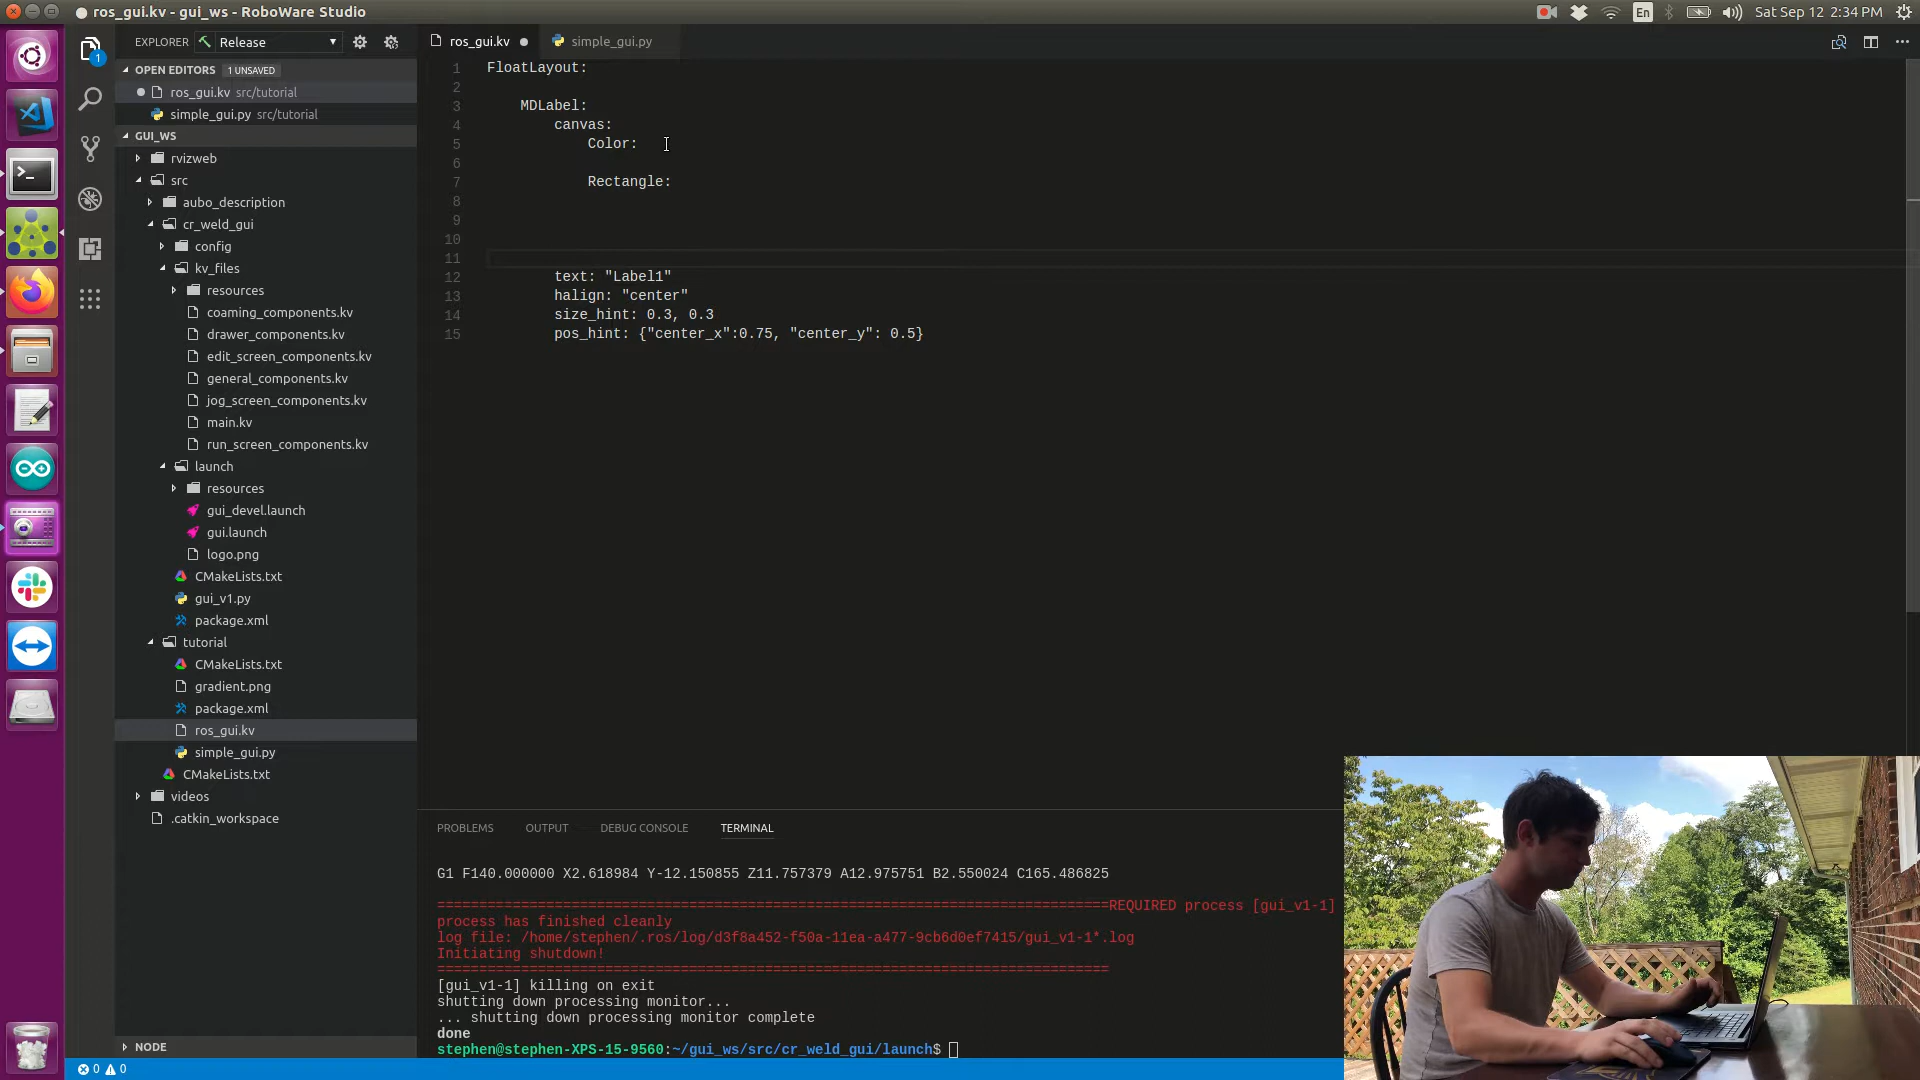 ros_gui.kv - gui_ws - RoboWare Studio
En
Sat Sep 12 2:34 PM
EXPLORER
Release
ros_gui.kv
simple_gui.py
OPEN EDITORS 1 UNSAVED
ros_gui.kv src/tutorial
simple_gui.py src/tutorial
GUI_WS
rvizweb
src
aubo_description
cr_weld_gui
config
kv_files
resources
coaming_components.kv
drawer_components.kv
edit_screen_components.kv
general_components.kv
jog_screen_components.kv
main.kv
run_screen_components.kv
launch
resources
gui_devel.launch
gui.launch
logo.png
CMakeLists.txt
gui_v1.py
package.xml
tutorial
CMakeLists.txt
gradient.png
package.xml
ros_gui.kv
simple_gui.py
CMakeLists.txt
videos
.catkin_workspace
NODE
1 FloatLayout:
2
3 MDLabel:
4 canvas:
5 Color:
6
7 Rectangle:
8
9
10
11
12 text: "Label1"
13 halign: "center"
14 size_hint: 0.3, 0.3
15 pos_hint: {"center_x":0.75, "center_y": 0.5}
PROBLEMS OUTPUT DEBUG CONSOLE TERMINAL
G1 F140.000000 X2.618984 Y-12.150855 Z11.757379 A12.975751 B2.550024 C165.486825
================================================================================REQUIRED process [gui_v1-1]
process has finished cleanly
log file: /home/stephen/.ros/log/d3f8a452-f50a-11ea-a477-9cb6d0ef7415/gui_v1-1*.log
Initiating shutdown!
================================================================================
[gui_v1-1] killing on exit
shutting down processing monitor...
... shutting down processing monitor complete
done
stephen@stephen-XPS-15-9560:~/gui_ws/src/cr_weld_gui/launch$
0 0
1